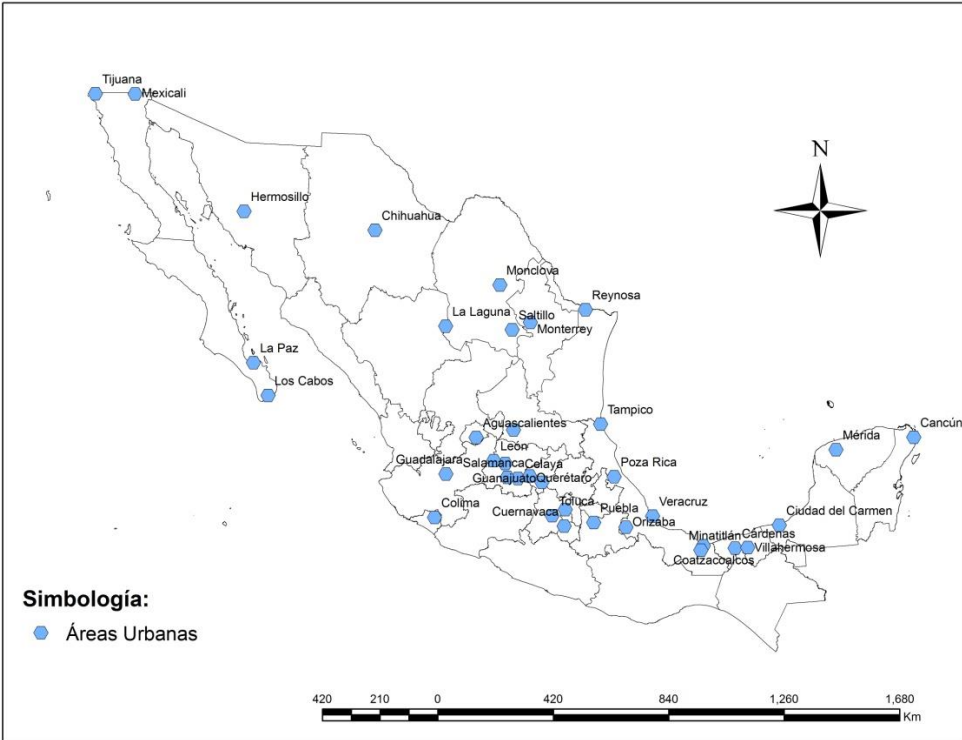 Tijuana
Mexicali
N
Hermosillo
Chihuahua
Monclova
Reynosa
La Laguna
Saltillo
Monterrey
La Paz
Los Cabos
Tampico
Aguascalientes
Cancún
León
Mérida
Guadalajara
Salamanca
Celaya
Poza Rica
Guanajuato
Querétaro
Colima
Toluca
Veracruz
Cuernavaca
Puebla
Ciudad del Carmen
Orizaba
Minatitlán
Cárdenas
Villahermosa
Coatzacoalcos
Simbología:
Áreas Urbanas
420 210 0 420 840 1,260 1,680
Km